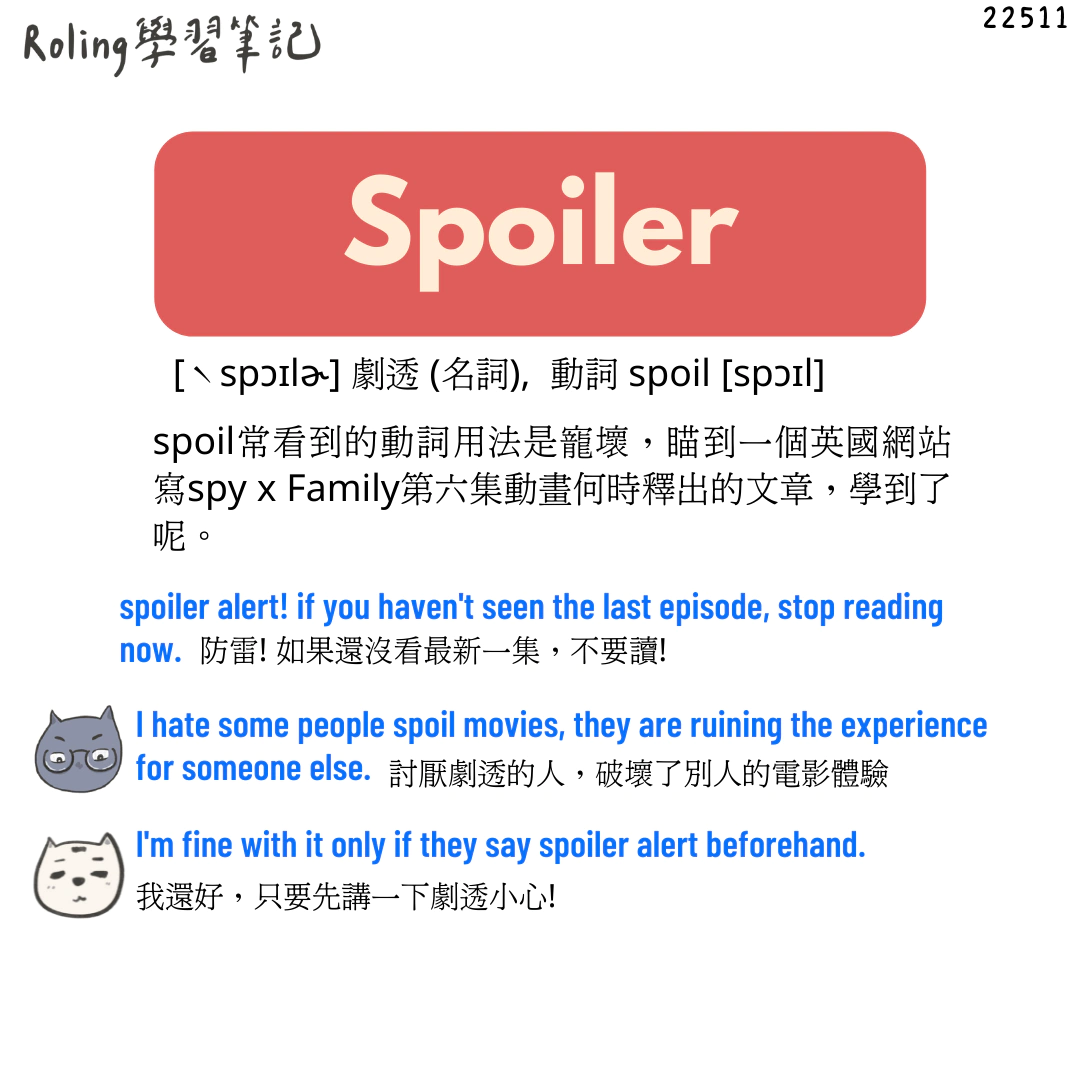 Roling學習筆記
22511
Spoiler
[ˋspɔɪlɚ] 劇透 (名詞),  動詞 spoil [spɔɪl]
spoil常看到的動詞用法是寵壞，瞄到一個英國網站
寫spy x Family第六集動畫何時釋出的文章，學到了
呢。
spoiler alert! if you haven't seen the last episode, stop reading
now. 防雷! 如果還沒看最新一集，不要讀!
I hate some people spoil movies, they are ruining the experience
for someone else. 討厭劇透的人，破壞了別人的電影體驗
I'm fine with it only if they say spoiler alert beforehand.
我還好，只要先講一下劇透小心!